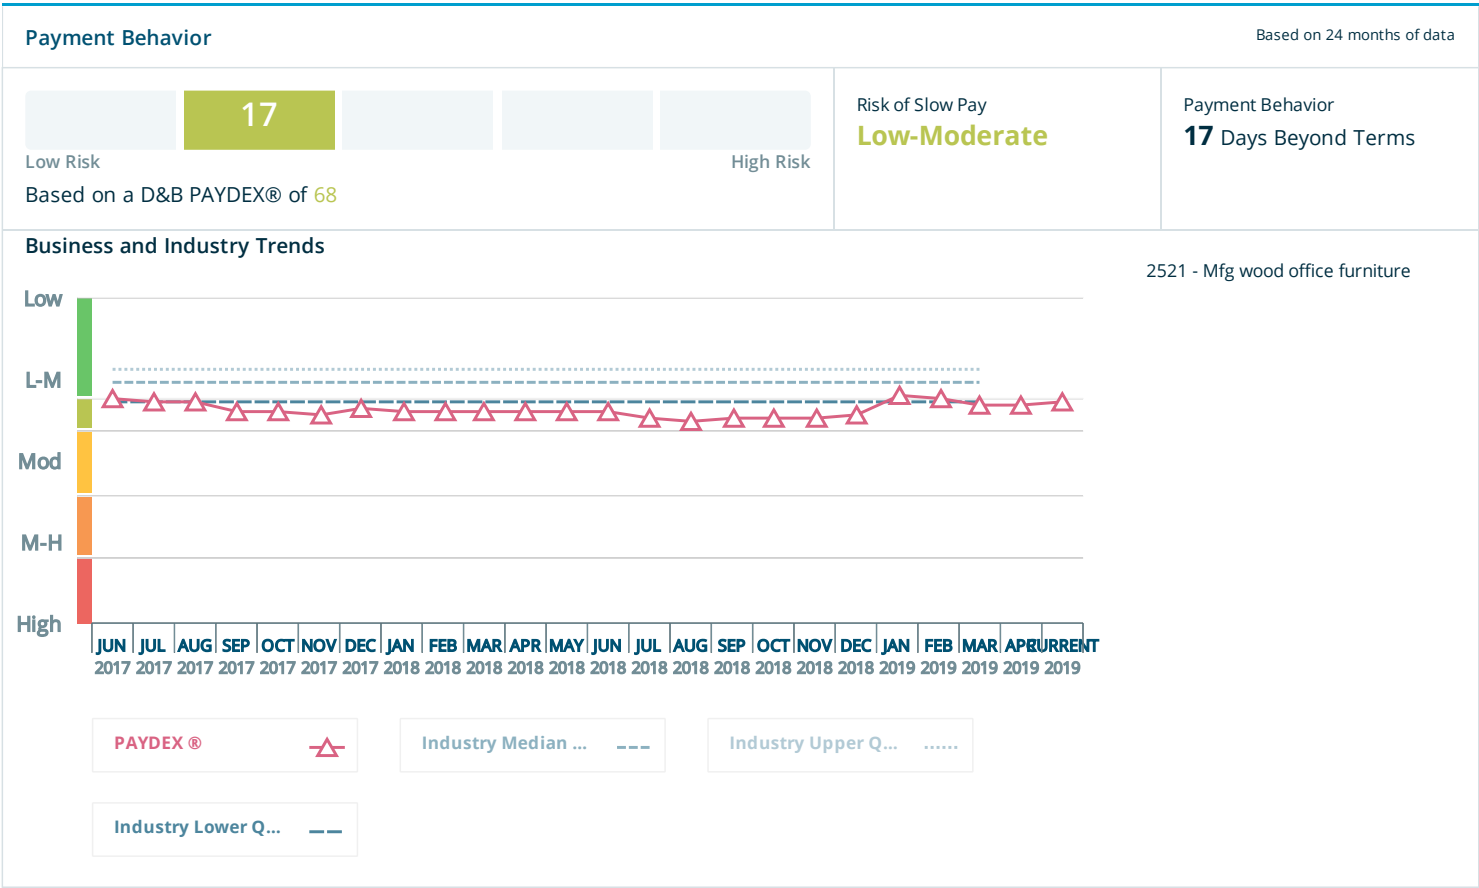 Payment Behavior
Based on 24 months of data
17
Low Risk
High Risk
Based on a D&B PAYDEX® of 68
Risk of Slow Pay
Low-Moderate
Payment Behavior
17 Days Beyond Terms
Business and Industry Trends
2521 - Mfg wood office furniture
Low
L-M
Mod
M-H
High
JUN JUL AUG SEP OCT NOV DEC JAN FEB MAR APR MAY JUN JUL AUG SEP OCT NOV DEC JAN FEB MAR APR CURRENT
2017 2017 2017 2017 2017 2017 2017 2018 2018 2018 2018 2018 2018 2018 2018 2018 2018 2018 2018 2019 2019 2019 2019 2019
PAYDEX ®
Industry Median ...
Industry Upper Q...
Industry Lower Q...